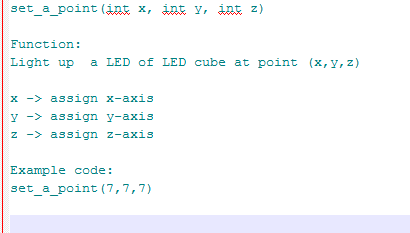 set_a_point(int x, int y, int z)
Function:
Light up  a LED of LED cube at point (x,y,z)
x -> assign x-axis
y -> assign y-axis
z -> assign z-axis
Example code:
set_a_point(7,7,7)